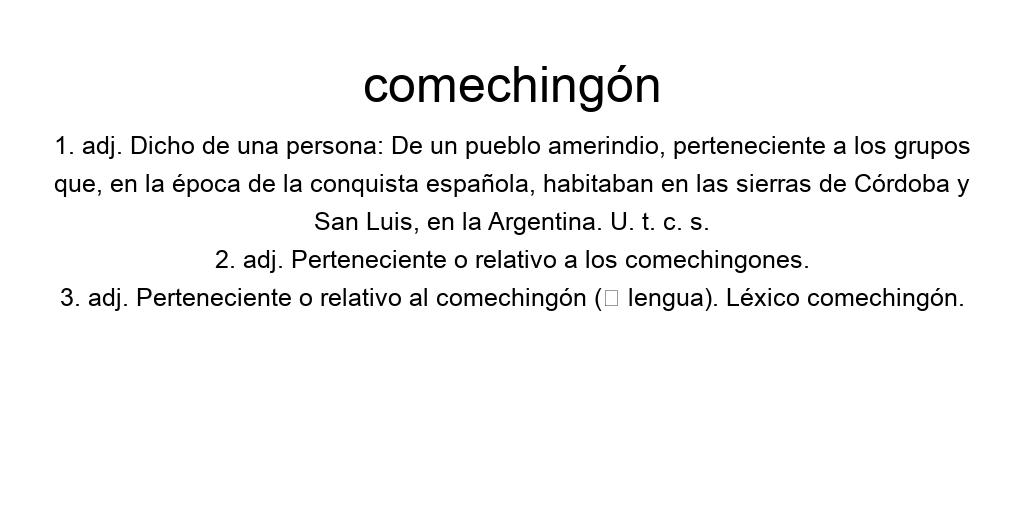 comechingón
1. adj. Dicho de una persona: De un pueblo amerindio, perteneciente a los grupos
que, en la época de la conquista española, habitaban en las sierras de Córdoba y
San Luis, en la Argentina. U. t. c. s.
2. adj. Perteneciente o relativo a los comechingones.
3. adj. Perteneciente o relativo al comechingón (▯ lengua). Léxico comechingón.